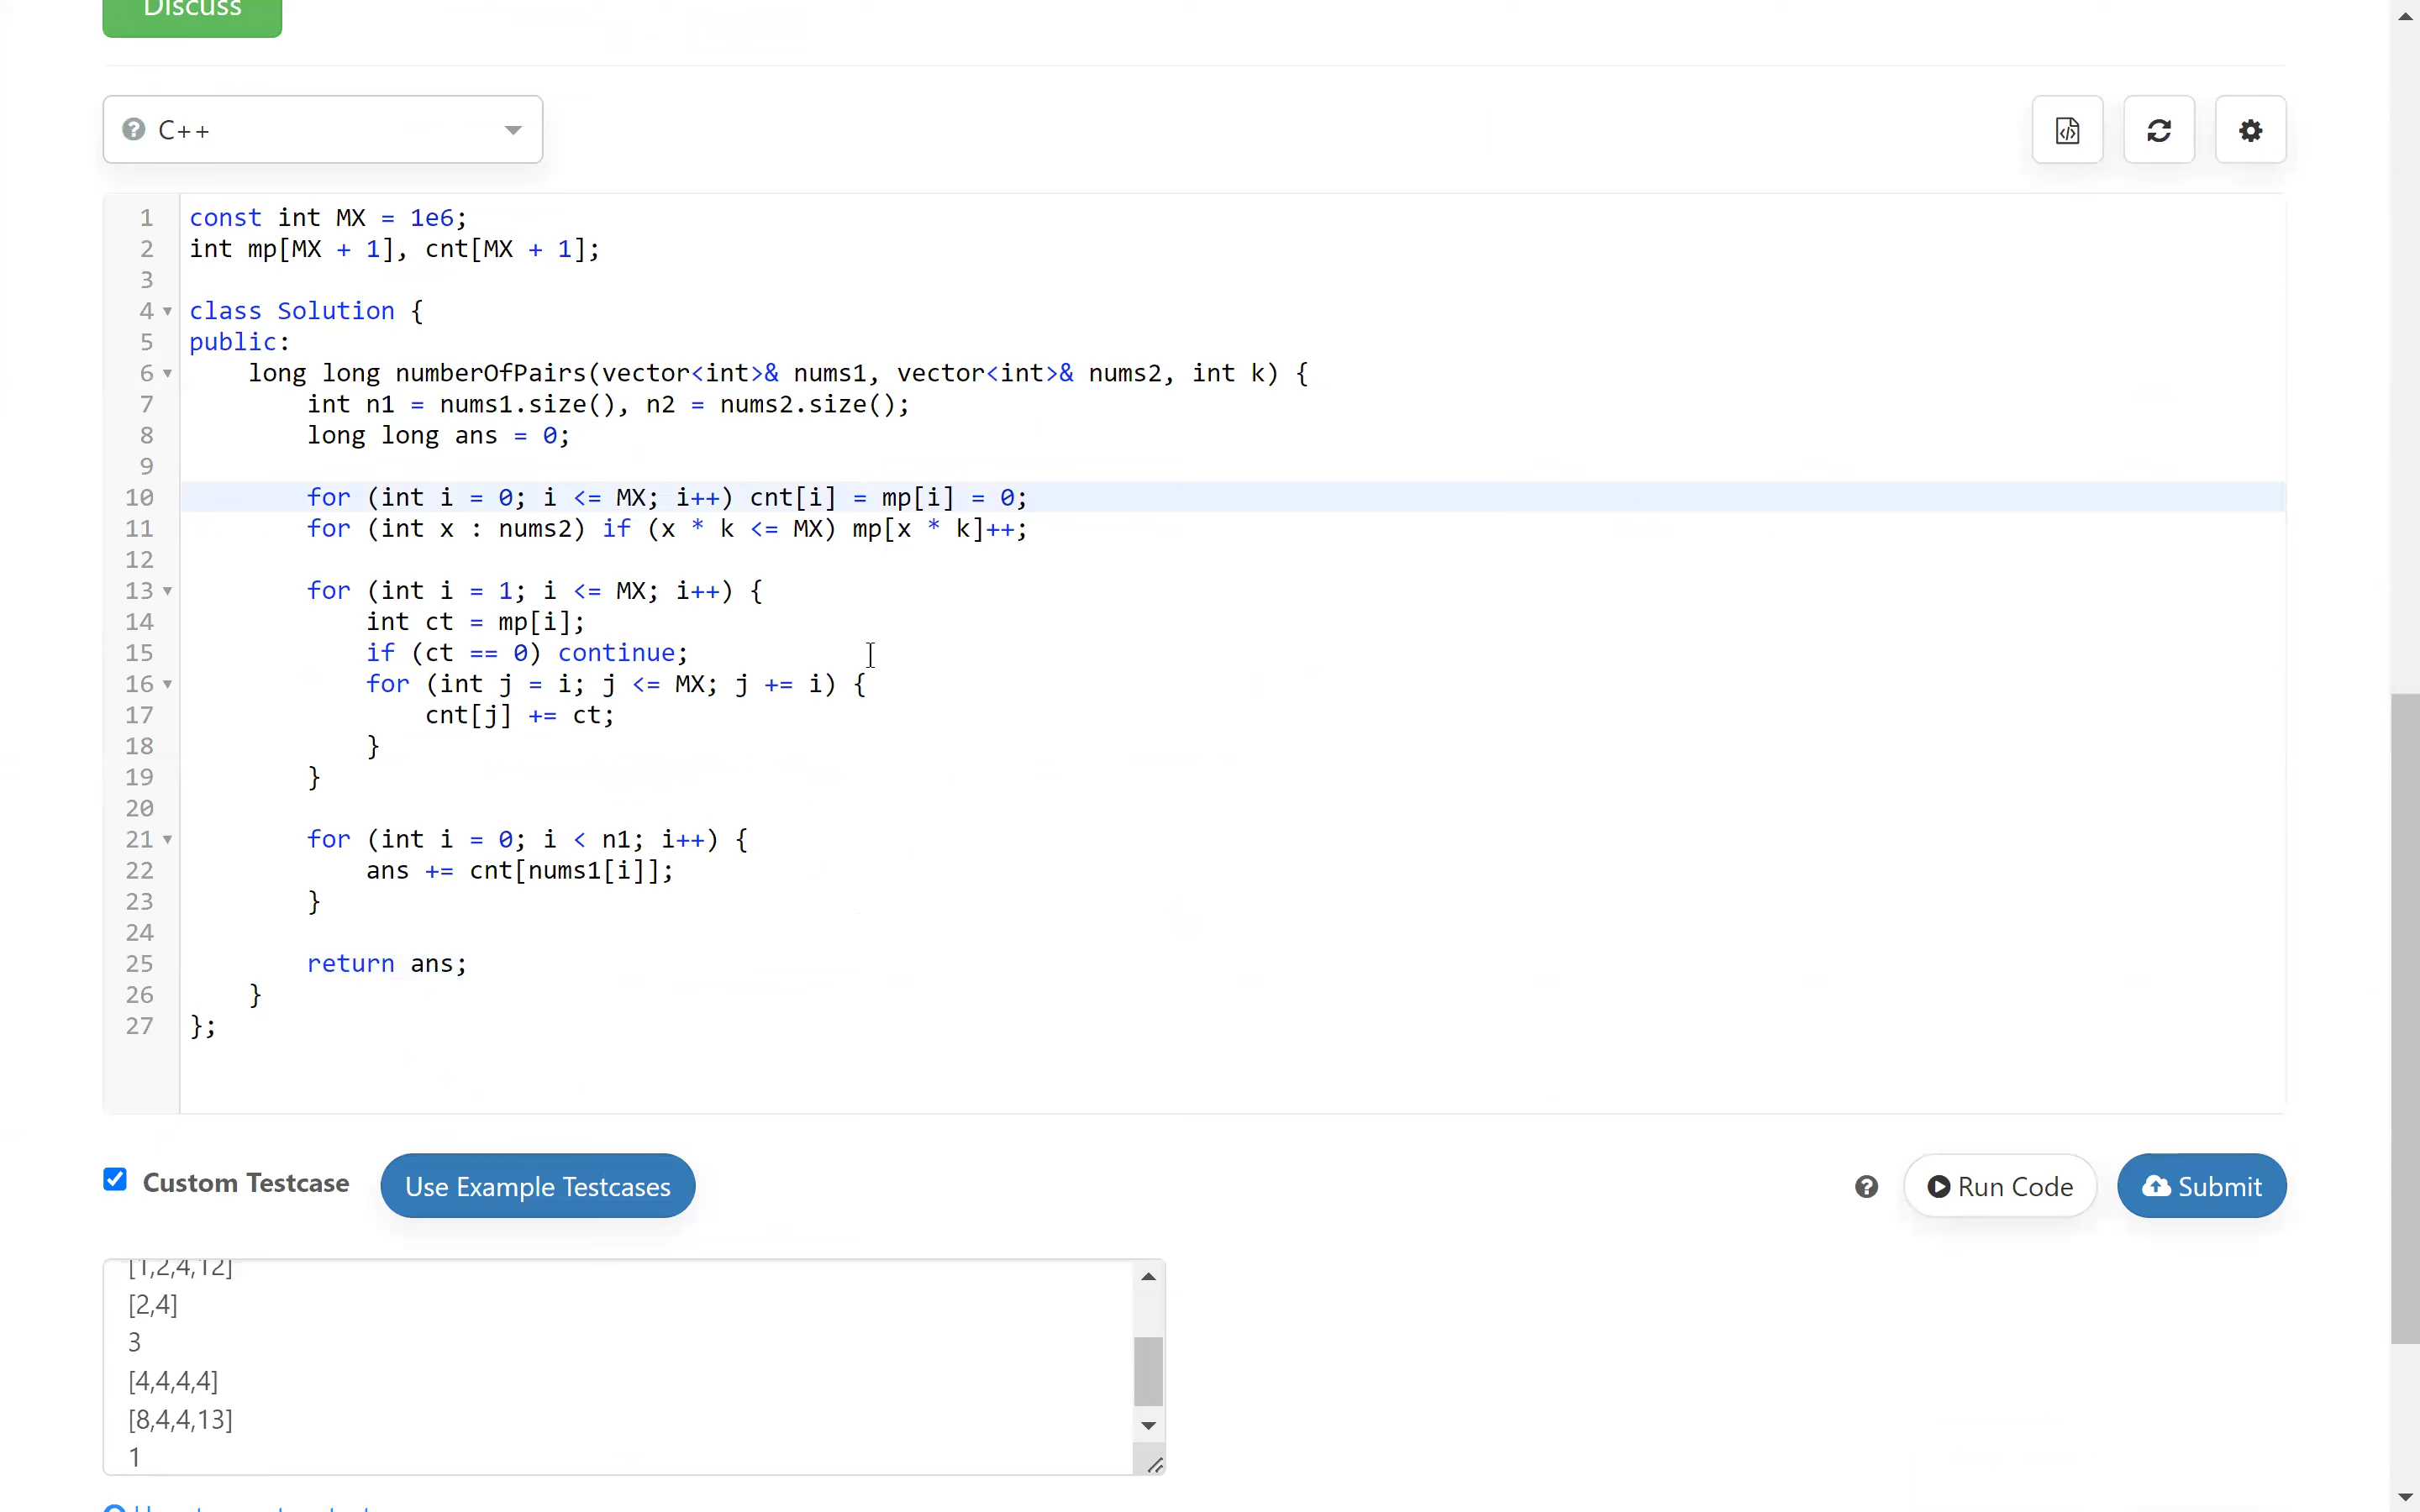 Discuss
C++
1 const int MX = 1e6;
2 int mp[MX + 1], cnt[MX + 1];
3
4 class Solution {
5 public:
6     long long numberOfPairs(vector<int>& nums1, vector<int>& nums2, int k) {
7         int n1 = nums1.size(), n2 = nums2.size();
8         long long ans = 0;
9
10         for (int i = 0; i <= MX; i++) cnt[i] = mp[i] = 0;
11         for (int x : nums2) if (x * k <= MX) mp[x * k]++;
12
13         for (int i = 1; i <= MX; i++) {
14             int ct = mp[i];
15             if (ct == 0) continue;
16             for (int j = i; j <= MX; j += i) {
17                 cnt[j] += ct;
18             }
19         }
20
21         for (int i = 0; i < n1; i++) {
22             ans += cnt[nums1[i]];
23         }
24
25         return ans;
26     }
27 };
Custom Testcase Use Example Testcases Run Code Submit
[1,2,4,12]
[2,4]
3
[4,4,4,4]
[8,4,4,13]
1